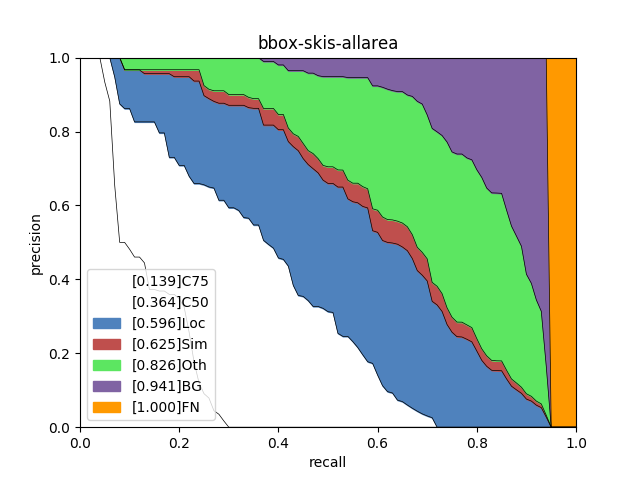 bbox-skis-allarea
1.0
0.8
0.6
0.4
0.2
0.0
precision
[0.139]C75
[0.364]C50
[0.596]Loc
[0.625]Sim
[0.826]Oth
[0.941]BG
[1.000]FN
0.0 0.2 0.4 0.6 0.8 1.0
recall